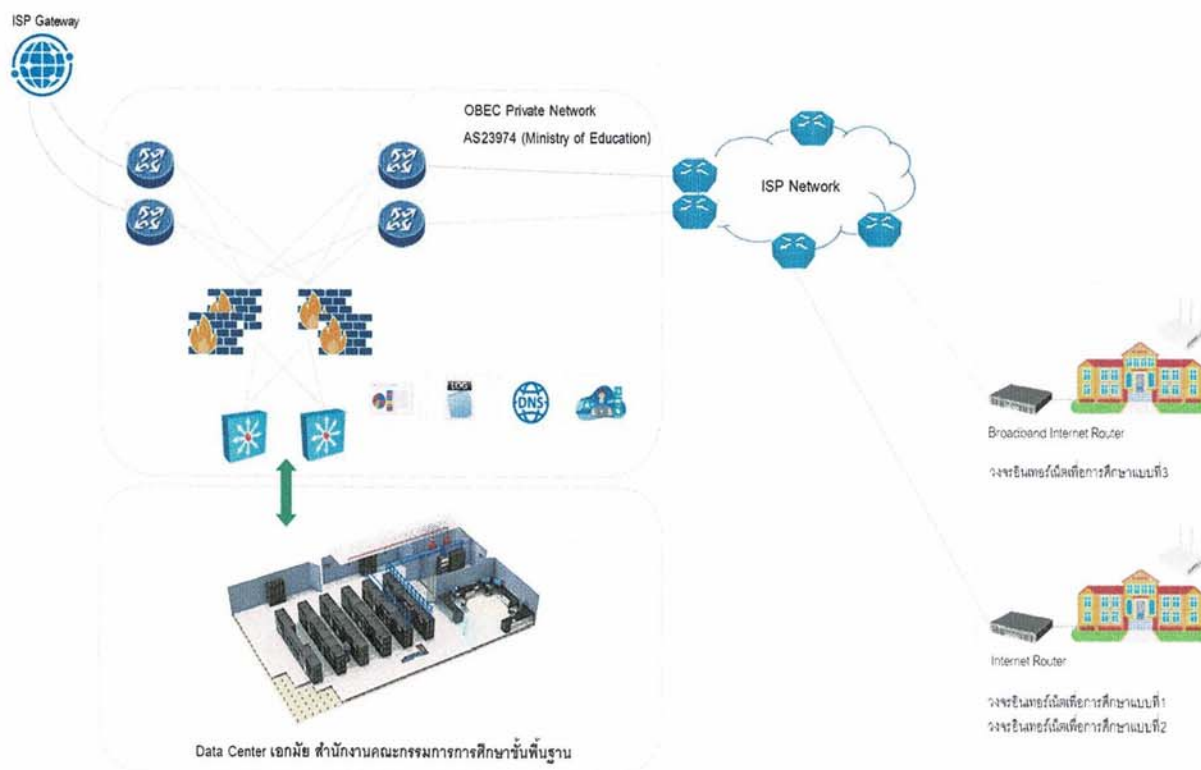 ISP Gateway
OBEC Private Network
AS23974 (Ministry of Education)
ISP Network
LOG
DNS
Broadband Internet Router
วงจรอินเทอร์เน็ตเพื่อการศึกษาแบบที่3
Internet Router
วงจรอินเทอร์เน็ตเพื่อการศึกษาแบบที่1
วงจรอินเทอร์เน็ตเพื่อการศึกษาแบบที่2
Data Center เอกมัย สำนักงานคณะกรรมการการศึกษาขั้นพื้นฐาน